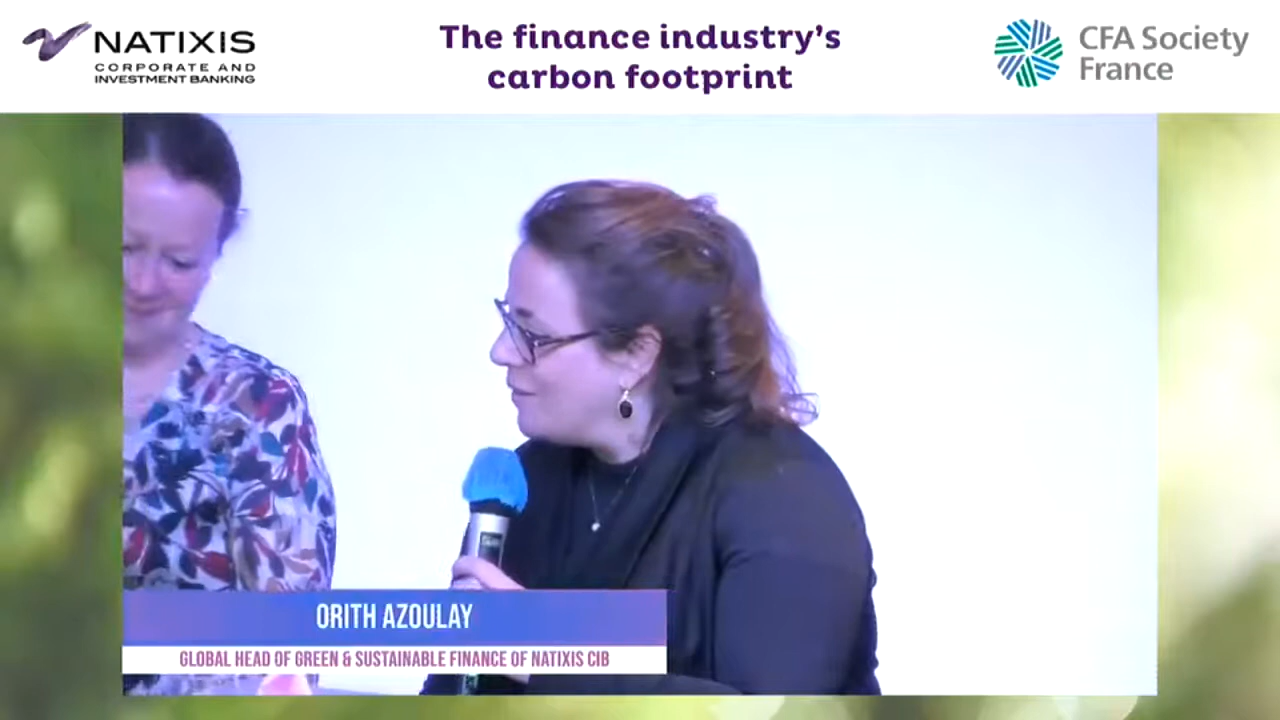 NATIXIS
CORPORATE AND
INVESTMENT BANKING
The finance industry's
carbon footprint
CFA Society
France
ORITH AZOULAY
GLOBAL HEAD OF GREEN & SUSTAINABLE FINANCE OF NATIXIS CIB